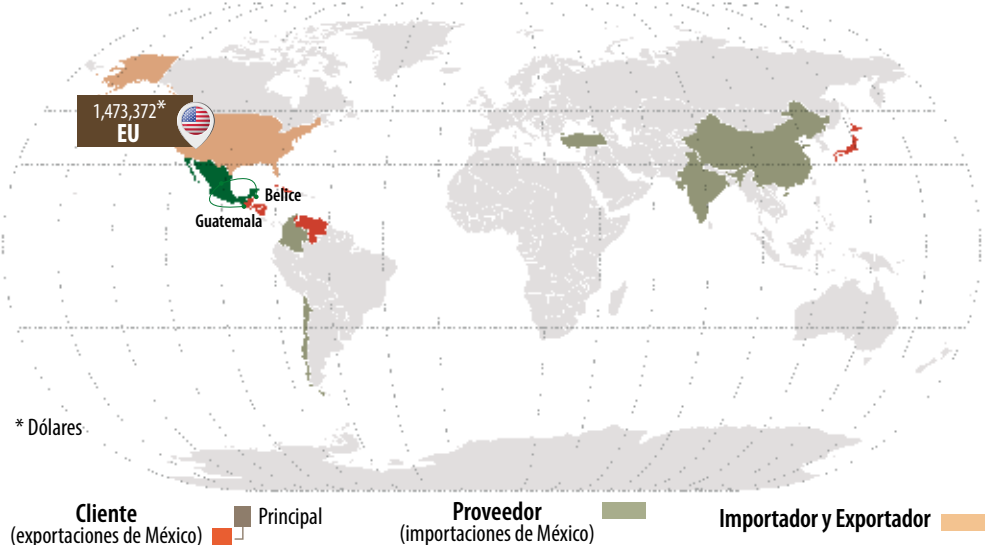 1,473,372*
EU
Belice
Guatemala
* Dólares
Cliente
(exportaciones de México)
Principal
Proveedor
(importaciones de México)
Importador y Exportador